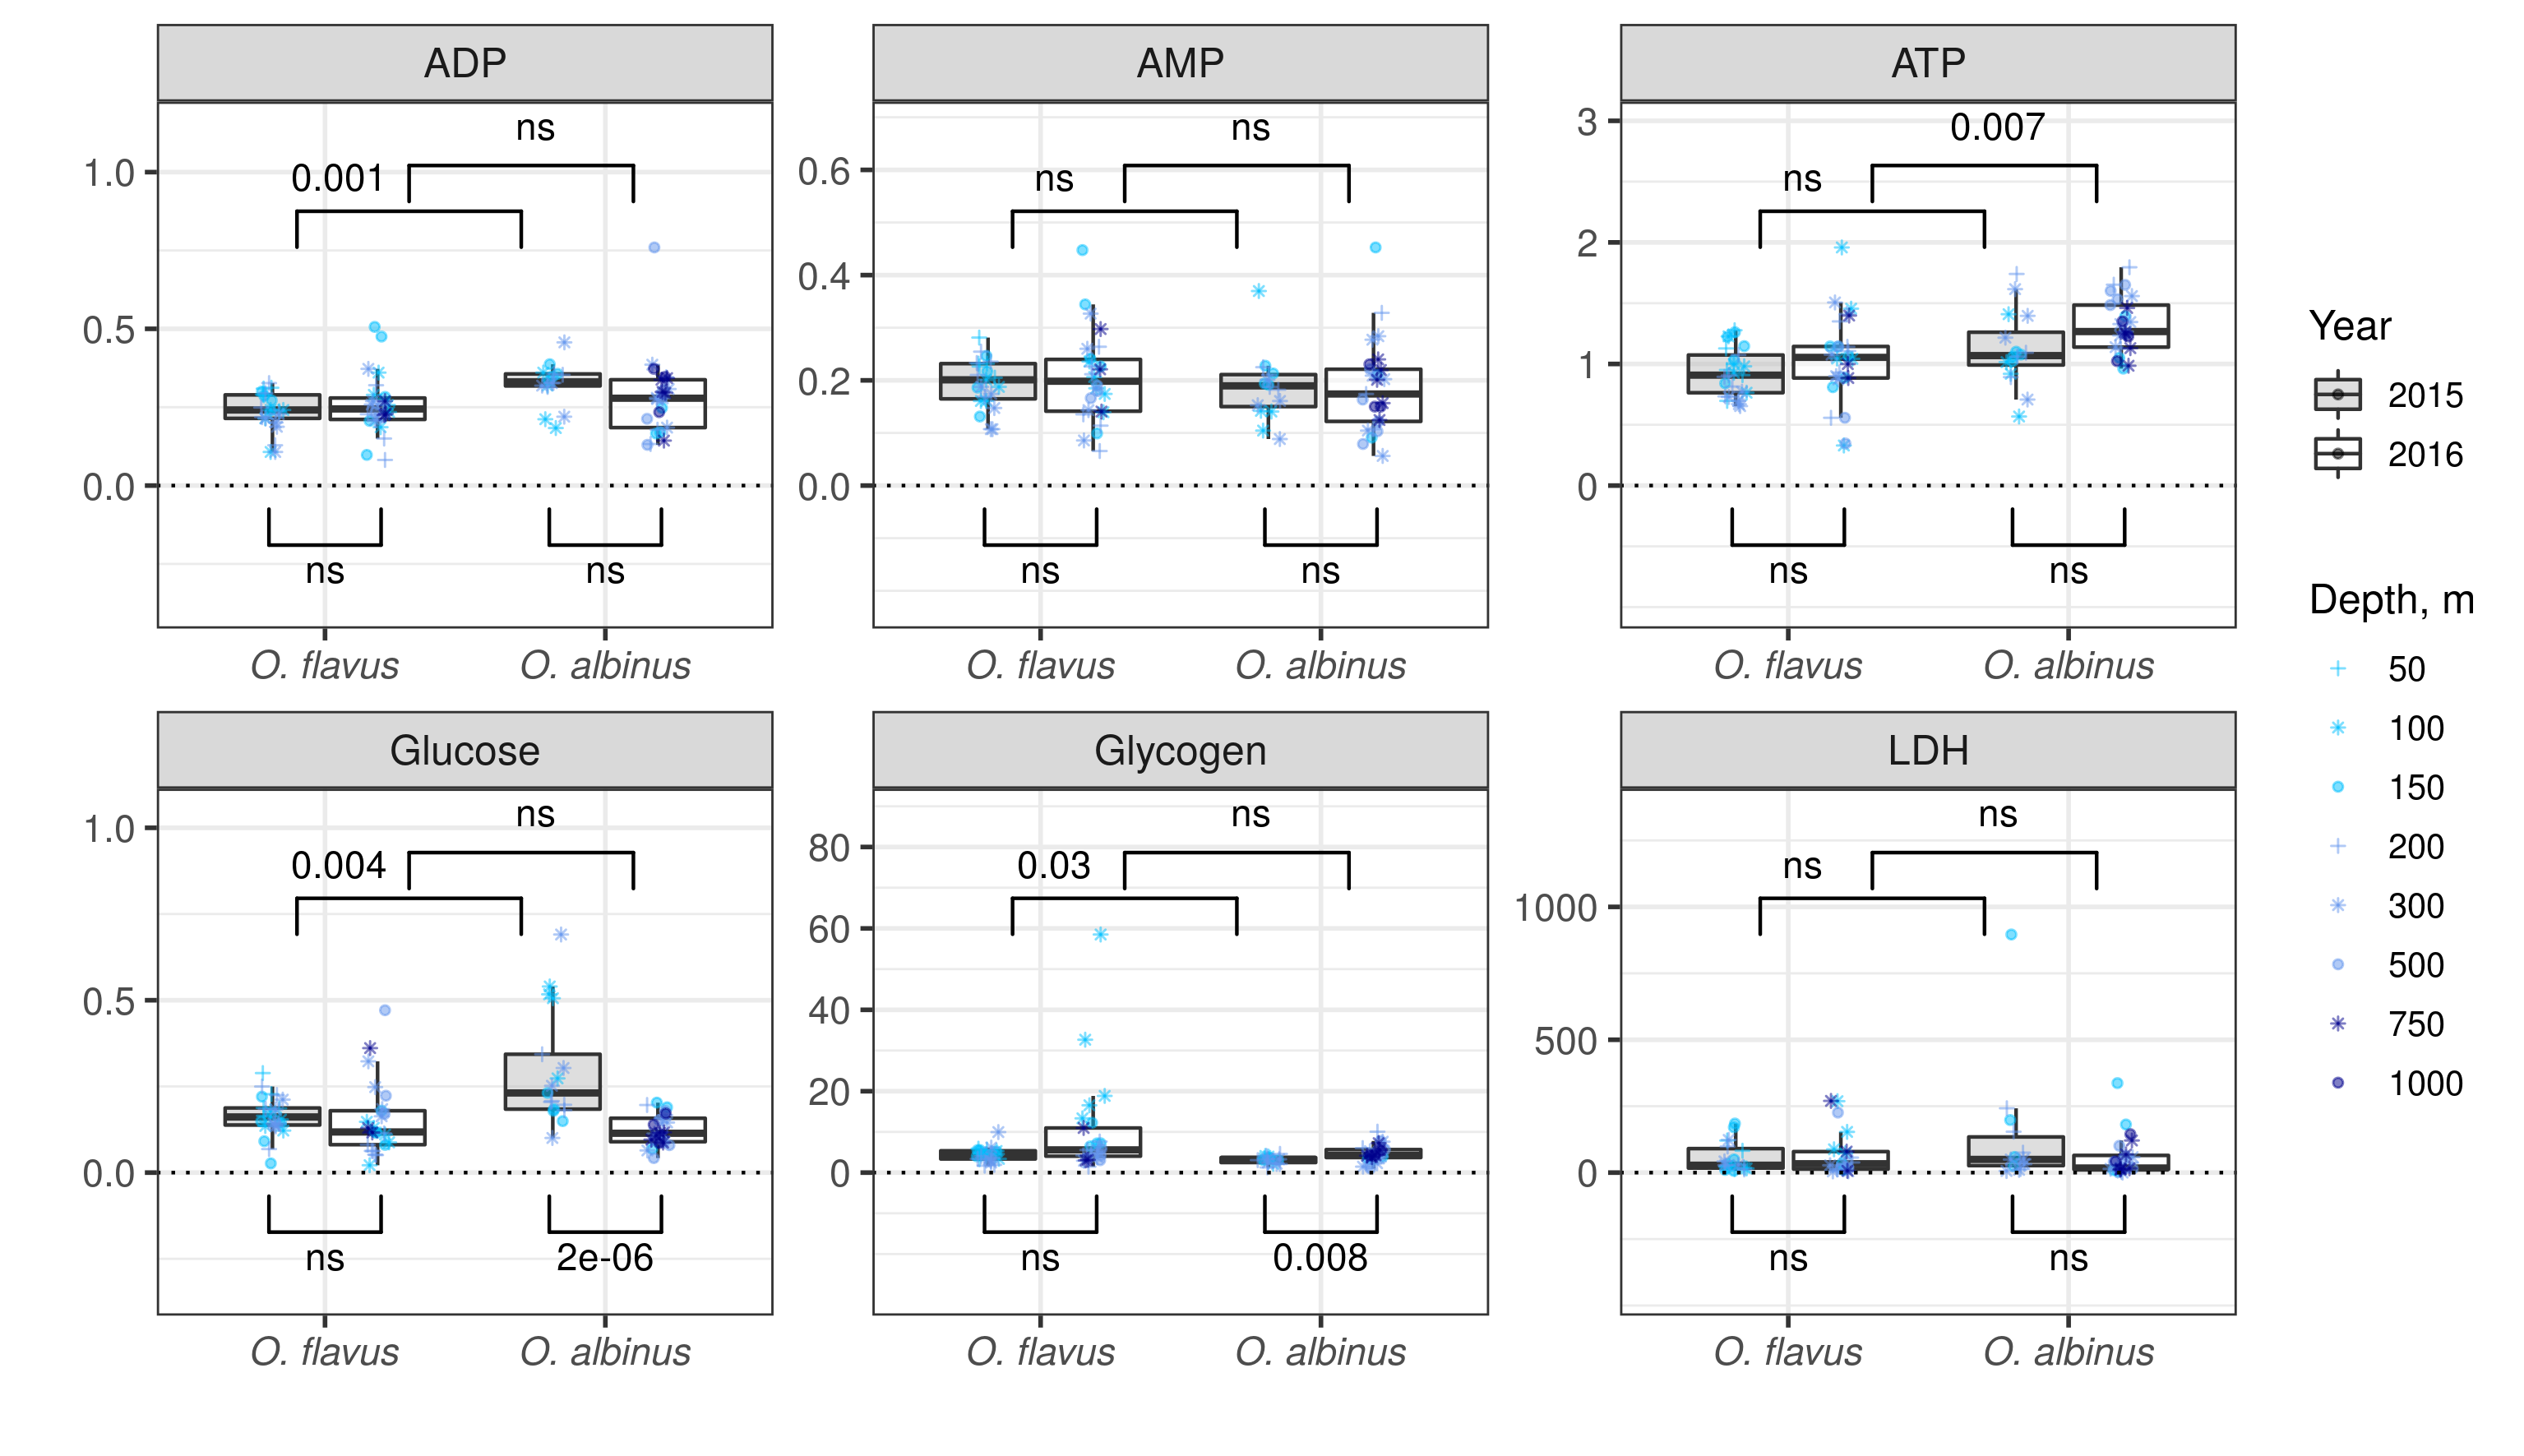 ADP
AMP
ATP
1.0
0.5
0.0
0.001
ns
ns
ns
O. flavus
O. albinus
0.6
0.4
0.2
0.0
ns
ns
ns
ns
O. flavus
O. albinus
3
2
1
0
ns
0.007
ns
ns
O. flavus
O. albinus
Glucose
Glycogen
LDH
1.0
0.5
0.0
0.004
ns
ns
2e-06
O. flavus
O. albinus
80
60
40
20
0
0.03
ns
ns
0.008
O. flavus
O. albinus
1000
500
0
ns
ns
ns
ns
O. flavus
O. albinus
Year
2015
2016
Depth, m
50
100
150
200
300
500
750
1000